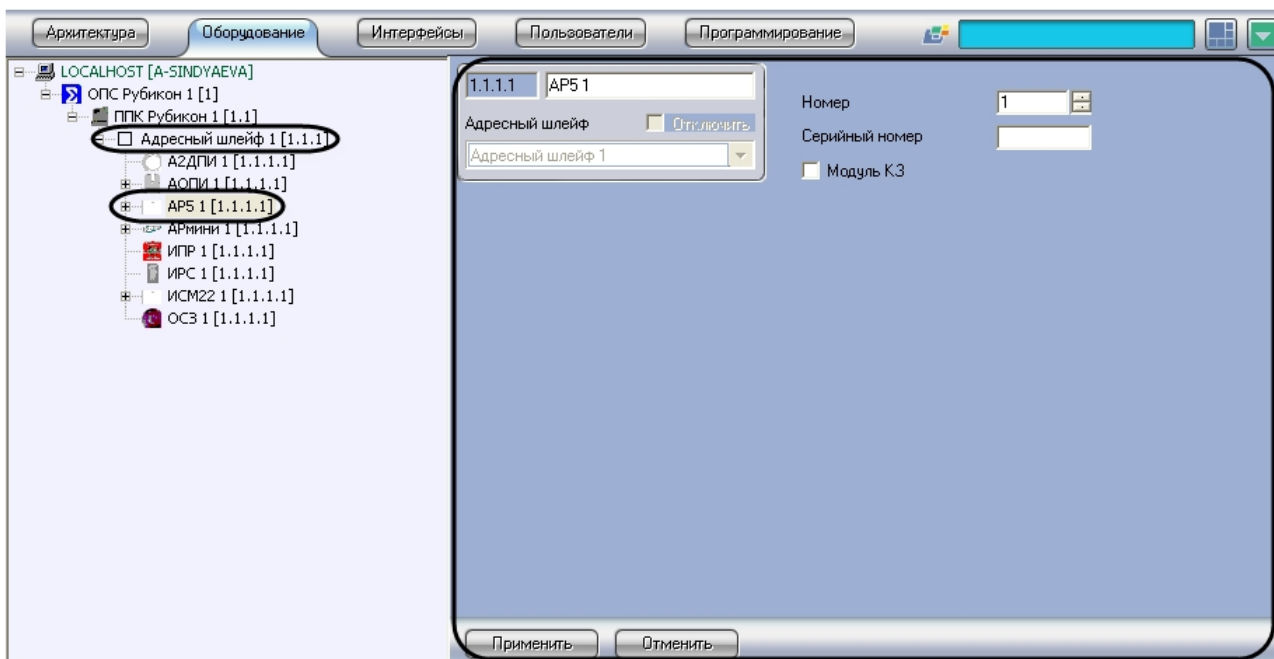 Архитектура Оборудование Интерфейсы Пользователи Программирование
LOCALHOST [A-SINDYAEVA]
ОПС Рубикон 1 [1]
ППК Рубикон 1 [1.1]
Адресный шлейф 1 [1.1.1]
А2ДПИ 1 [1.1.1.1]
АОПИ 1 [1.1.1.1]
АР5 1 [1.1.1.1]
АРмини 1 [1.1.1.1]
ИПР 1 [1.1.1.1]
ИРС 1 [1.1.1.1]
ИСМ22 1 [1.1.1.1]
ОСЗ 1 [1.1.1.1]
1.1.1.1 АР5 1
Адресный шлейф Отключить
Адресный шлейф 1
Номер 1
Серийный номер
Модуль КЗ
Применить Отменить